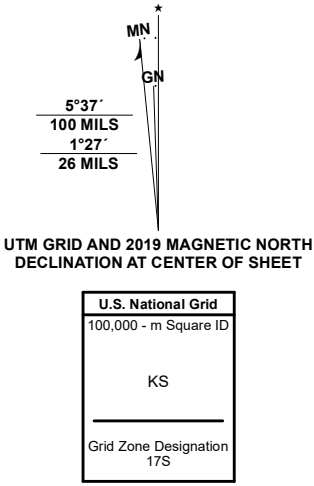 ★
MN
GN
5°37´
100 MILS
1°27´
26 MILS
UTM GRID AND 2019 MAGNETIC NORTH
DECLINATION AT CENTER OF SHEET
U.S. National Grid
100,000 - m Square ID
KS
Grid Zone Designation
17S